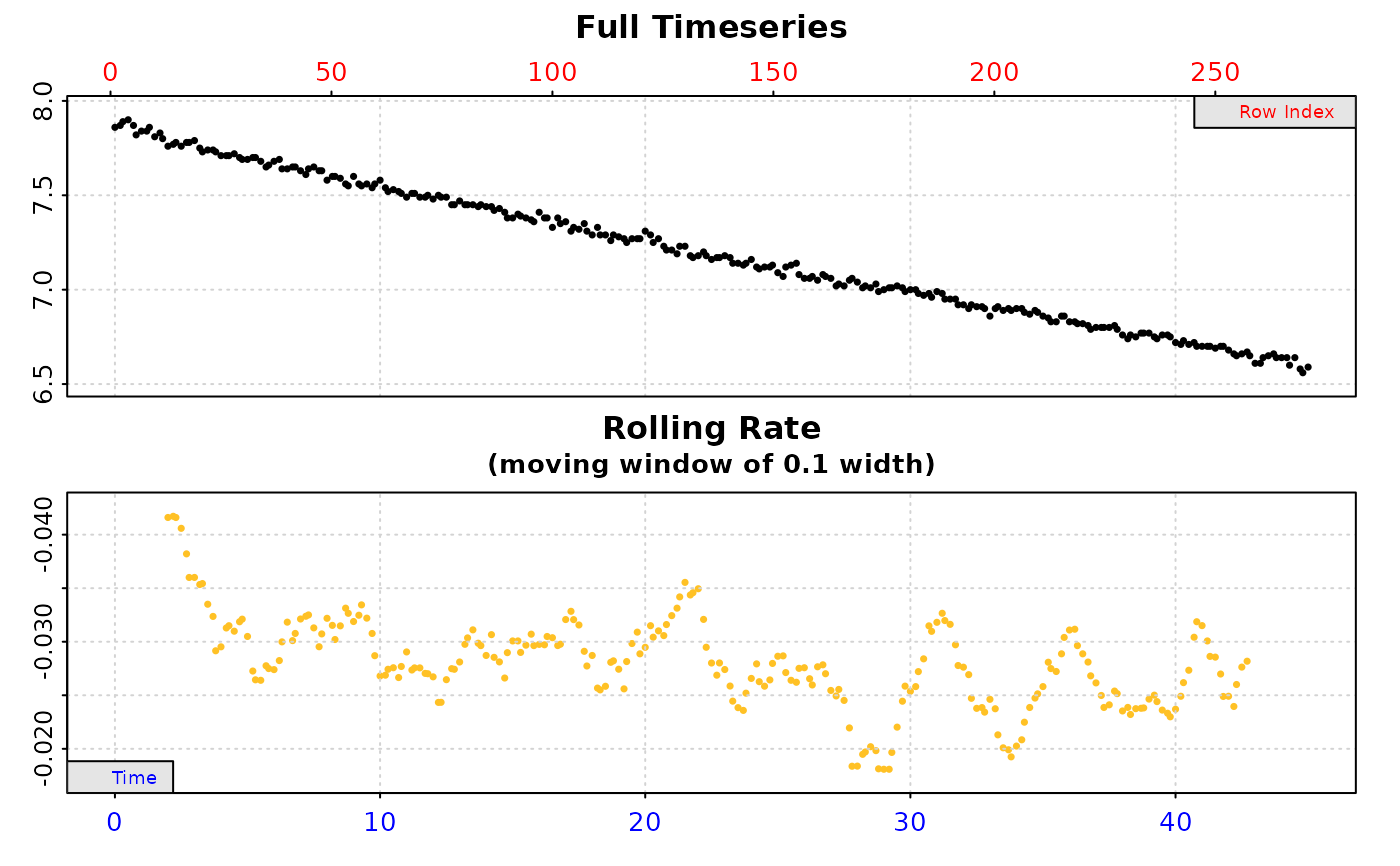 Full Timeseries
0 50 100 150 200 250
Row Index
8.0
7.5
7.0
6.5
Rolling Rate
(moving window of 0.1 width)
-0.040
-0.030
-0.020
Time
0 10 20 30 40